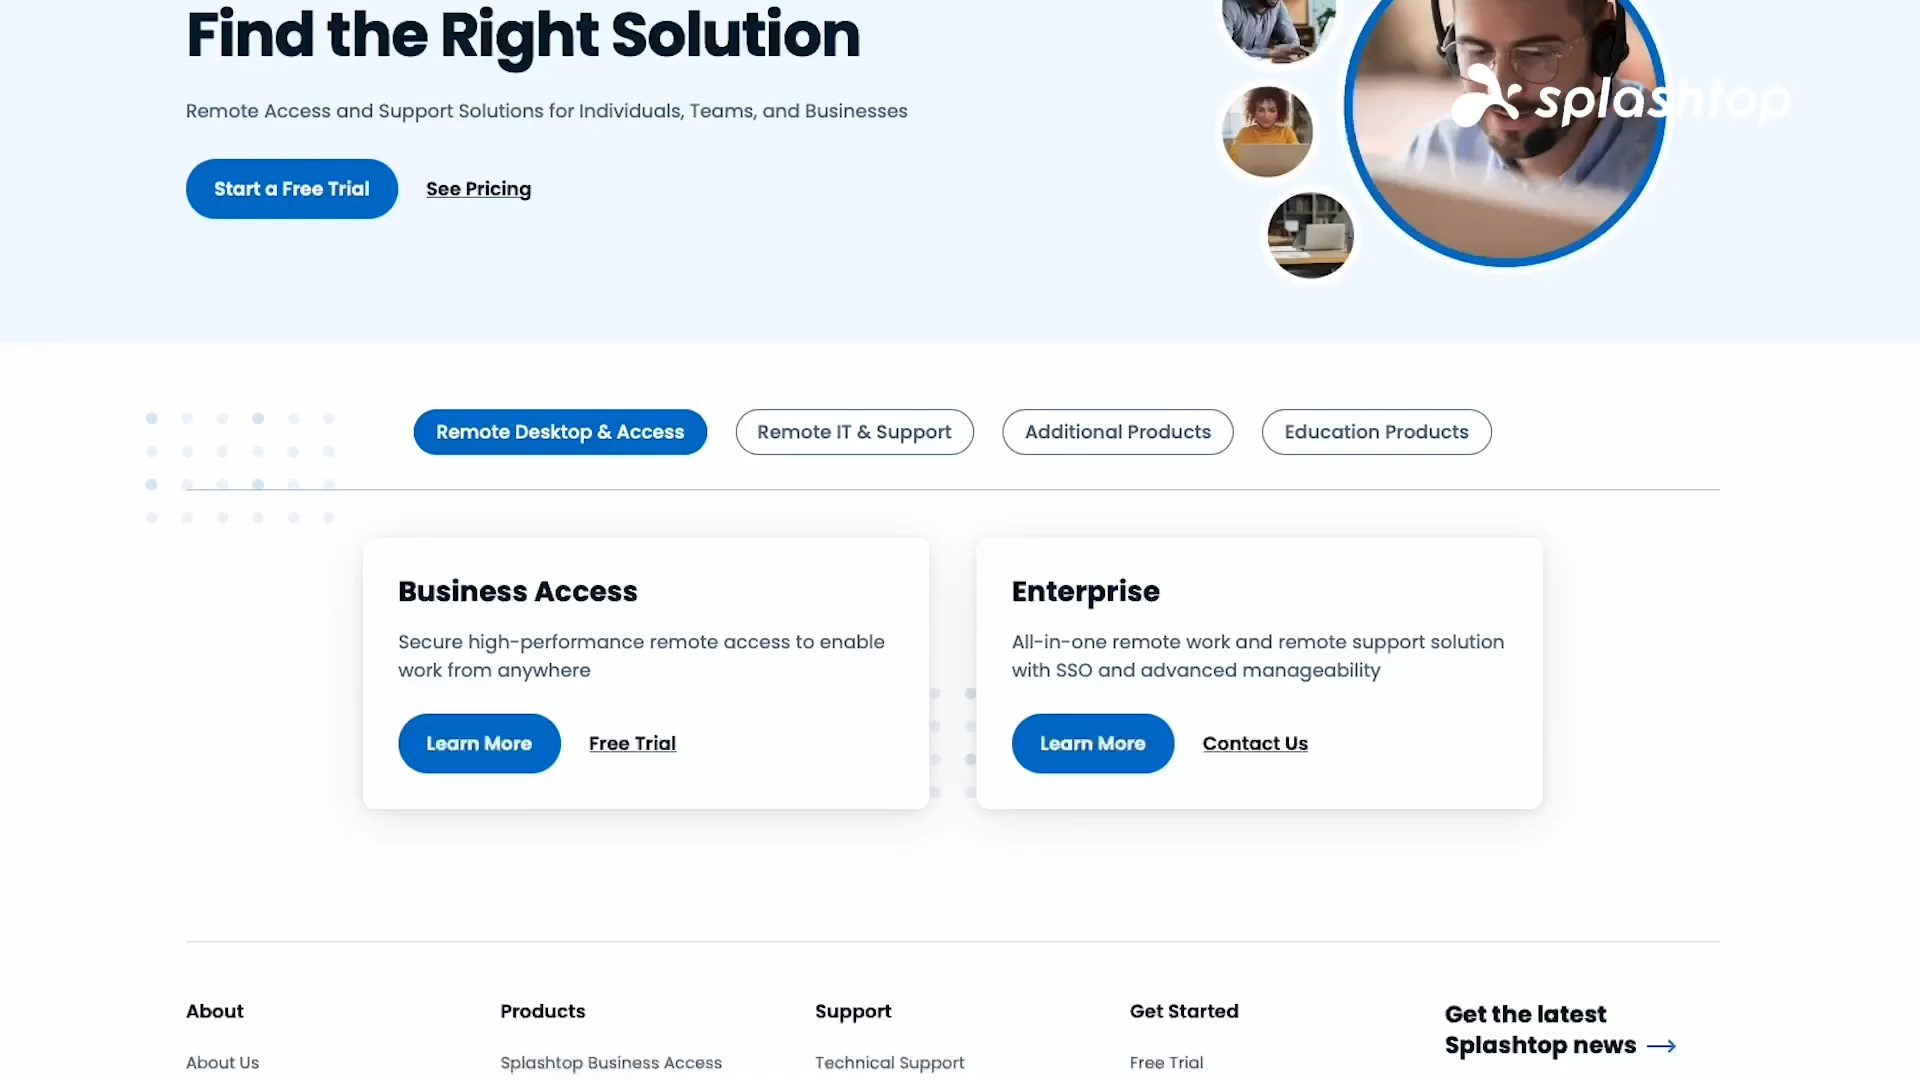 Find the Right Solution
splashtop
Remote Access and Support Solutions for Individuals, Teams, and Businesses
Start a Free Trial
See Pricing
Remote Desktop & Access
Remote IT & Support
Additional Products
Education Products
Business Access
Secure high-performance remote access to enable
work from anywhere
Learn More
Free Trial
Enterprise
All-in-one remote work and remote support solution
with SSO and advanced manageability
Learn More
Contact Us
About
About Us
Products
Splashtop Business Access
Support
Technical Support
Get Started
Free Trial
Get the latest
Splashtop news